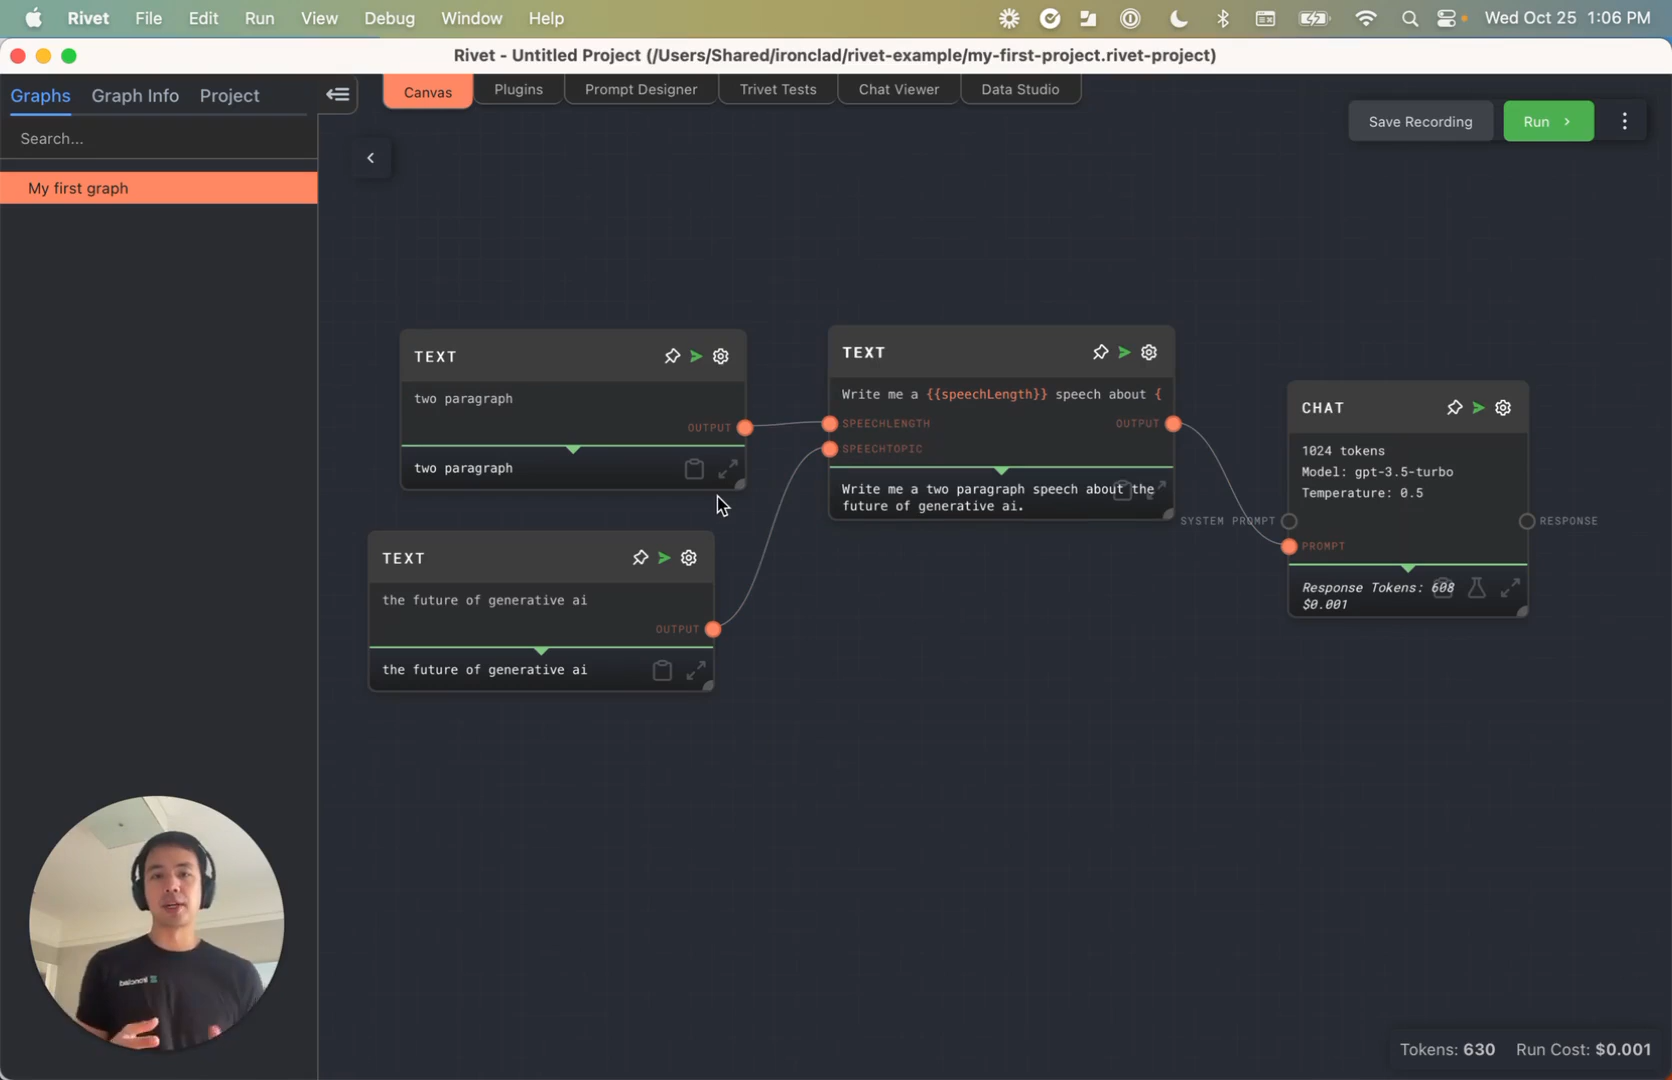 Rivet File Edit Run View Debug Window Help Wed Oct 25 1:06 PM
Rivet - Untitled Project (/Users/Shared/ironclad/rivet-example/my-first-project.rivet-project)
Graphs Graph Info Project
Canvas Plugins Prompt Designer Trivet Tests Chat Viewer Data Studio
Search...
Save Recording Run
My first graph
TEXT
two paragraph
OUTPUT
two paragraph
TEXT
the future of generative ai
OUTPUT
the future of generative ai
TEXT
Write me a {{speechLength}} speech about {
SPEECHLENGTH OUTPUT
SPEECHTOPIC
Write me a two paragraph speech about the
future of generative ai.
CHAT
1024 tokens
Model: gpt-3.5-turbo
Temperature: 0.5
SYSTEM PROMPT RESPONSE
PROMPT
Response Tokens: 608
$0.001
ironclad
Tokens: 630 Run Cost: $0.001